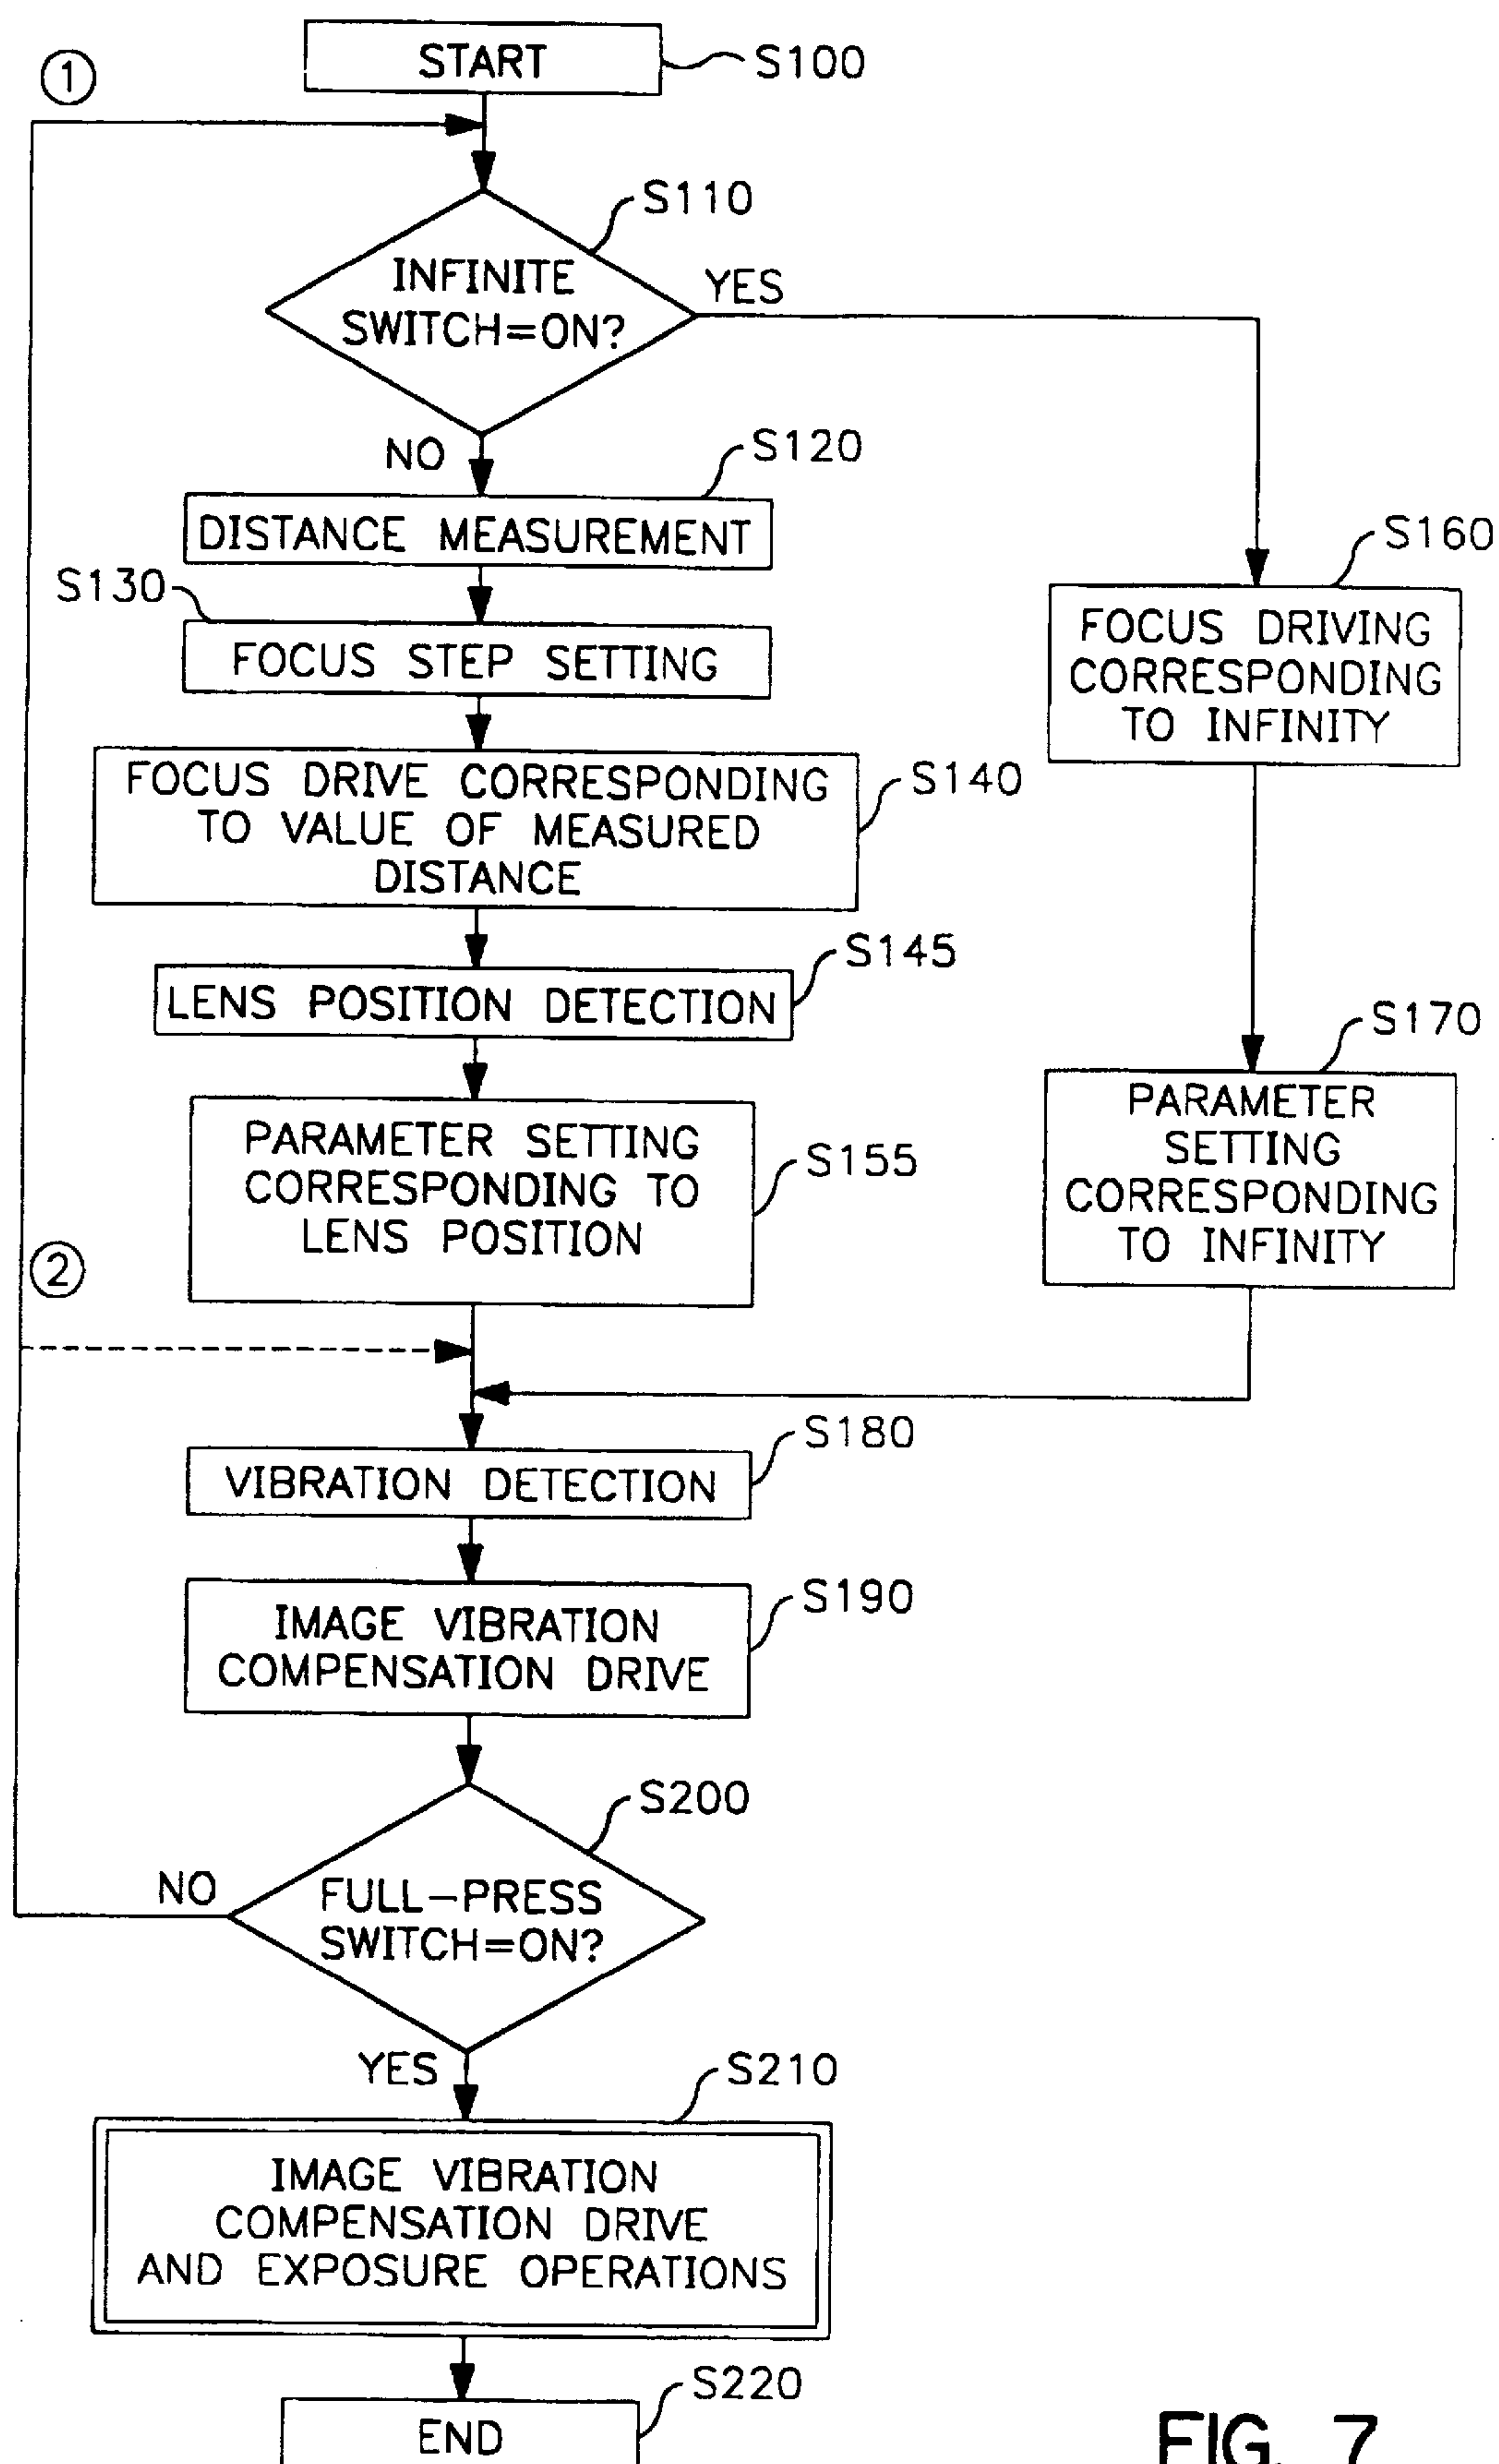 START
S100
①
S110
INFINITE
SWITCH=ON?
YES
NO
S120
DISTANCE MEASUREMENT
S130
FOCUS STEP SETTING
S160
FOCUS DRIVING
CORRESPONDING
TO INFINITY
FOCUS DRIVE CORRESPONDING
TO VALUE OF MEASURED
DISTANCE
S140
S145
LENS POSITION DETECTION
S170
PARAMETER
SETTING
CORRESPONDING
TO INFINITY
PARAMETER SETTING
CORRESPONDING TO
LENS POSITION
S155
②
S180
VIBRATION DETECTION
S190
IMAGE VIBRATION
COMPENSATION DRIVE
S200
FULL-PRESS
SWITCH=ON?
NO
YES
S210
IMAGE VIBRATION
COMPENSATION DRIVE
AND EXPOSURE OPERATIONS
S220
END
FIG. 7